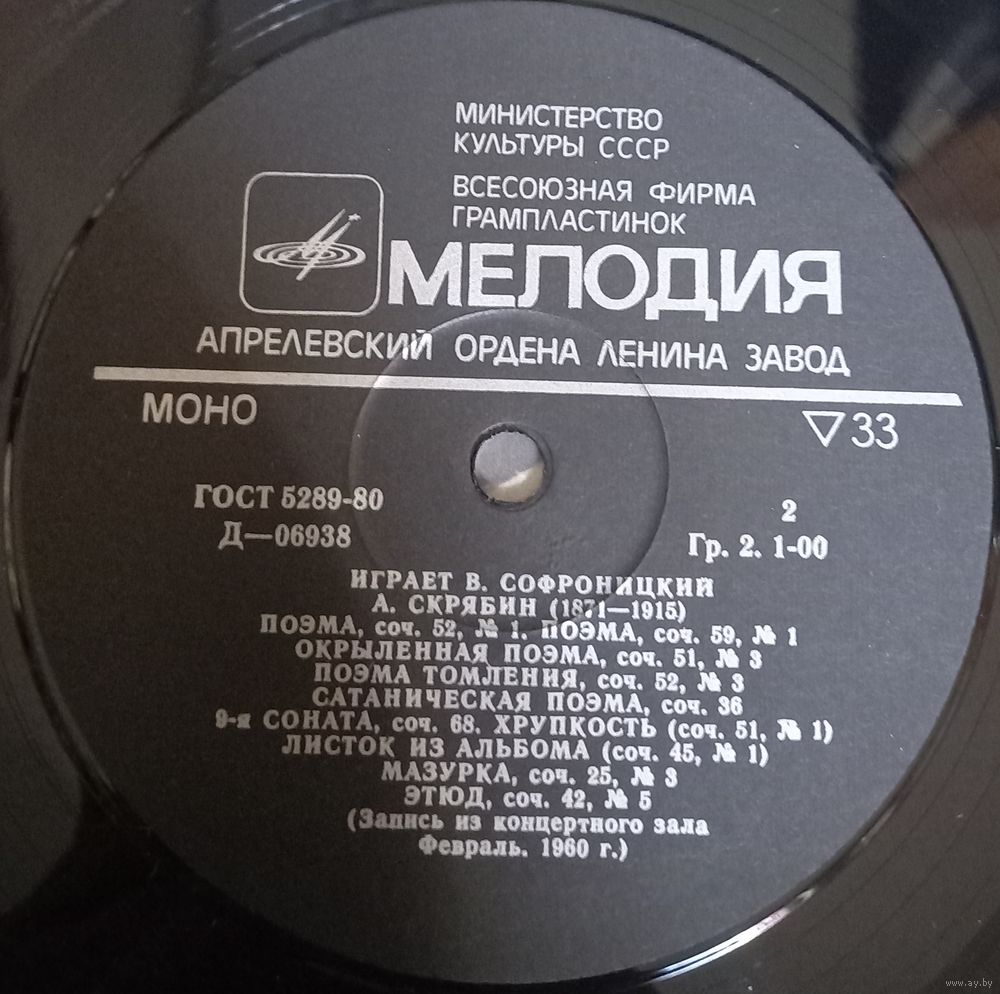 МИНИСТЕРСТВО
КУЛЬТУРЫ СССР
ВСЕСОЮЗНАЯ ФИРМА
ГРАМПЛАСТИНОК
МЕЛОДИЯ
АПРЕЛЕВСКИЙ ОРДЕНА ЛЕНИНА ЗАВОД
МОНО
▽33
ГОСТ 5289-80
2
Д—06938
Гр. 2. 1-00
ИГРАЕТ В. СОФРОНИЦКИЙ
А. СКРЯБИН (1871—1915)
ПОЭМА, соч. 52, № 1. ПОЭМА, соч. 59, № 1
ОКРЫЛЕННАЯ ПОЭМА, соч. 51, № 3
ПОЭМА ТОМЛЕНИЯ, соч. 52, № 3
САТАНИЧЕСКАЯ ПОЭМА, соч. 36
9-я СОНАТА, соч. 68. ХРУПКОСТЬ (соч. 51, № 1)
ЛИСТОК ИЗ АЛЬБОМА (соч. 45, № 1)
МАЗУРКА, соч. 25, № 3
ЭТЮД, соч. 42, № 5
(Запись из концертного зала
Февраль. 1960 г.)
www.ay.by